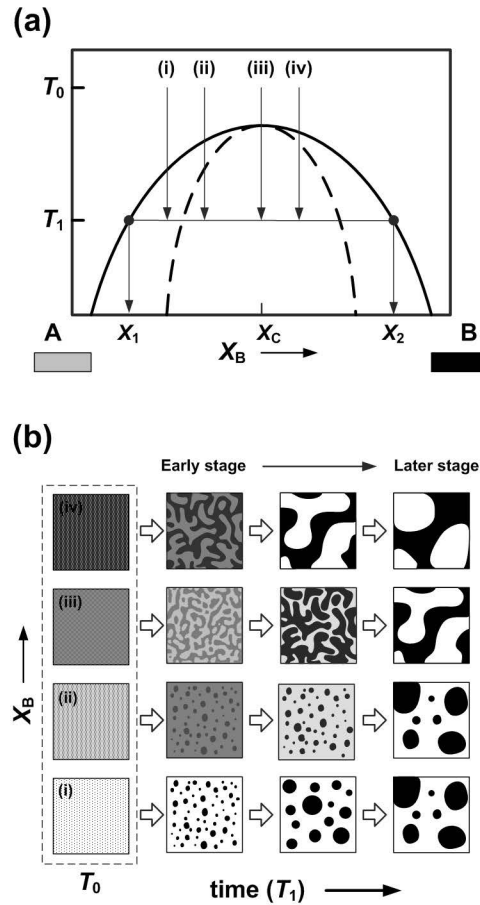 (a)
(i) (ii) (iii) (iv)
T0
T1
A X1 XC X2 B
XB
(b)
Early stage Later stage
(iv)
(iii)
XB
(ii)
(i)
T0 time (T1)